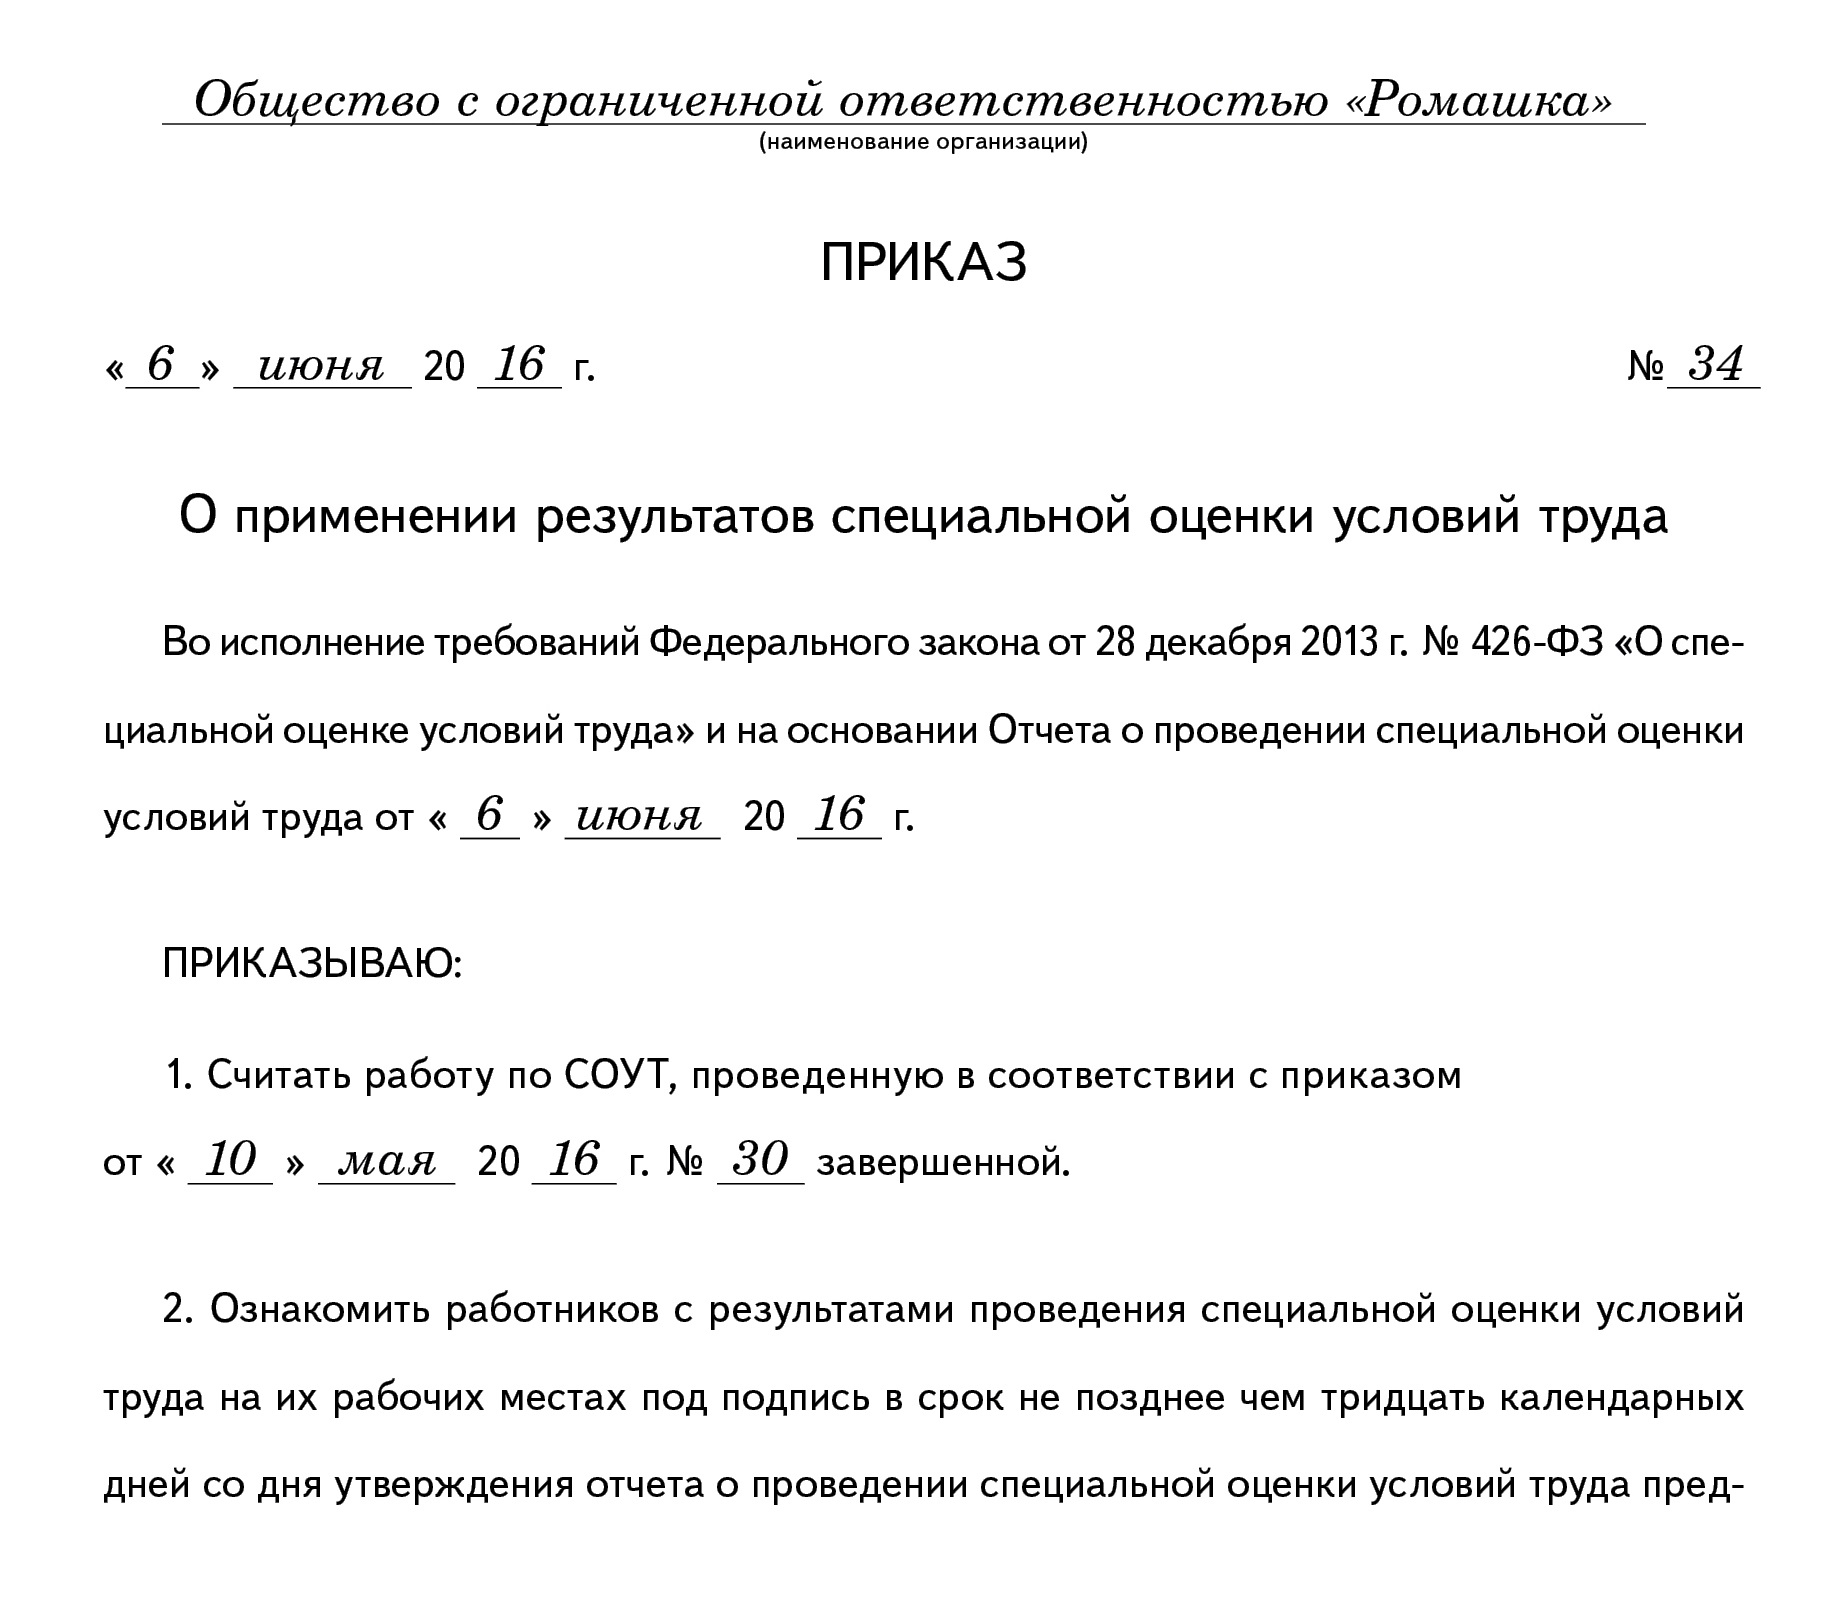 Общество с ограниченной ответственностью «Ромашка»
(наименование организации)
ПРИКАЗ
« 6 » июня 20 16 г. № 34
О применении результатов специальной оценки условий труда
Во исполнение требований Федерального закона от 28 декабря 2013 г. № 426-ФЗ «О спе-
циальной оценке условий труда» и на основании Отчета о проведении специальной оценки
условий труда от « 6 » июня 20 16 г.
ПРИКАЗЫВАЮ:
1. Считать работу по СОУТ, проведенную в соответствии с приказом
от « 10 » мая 20 16 г. № 30 завершенной.
2. Ознакомить работников с результатами проведения специальной оценки условий
труда на их рабочих местах под подпись в срок не позднее чем тридцать календарных
дней со дня утверждения отчета о проведении специальной оценки условий труда пред-